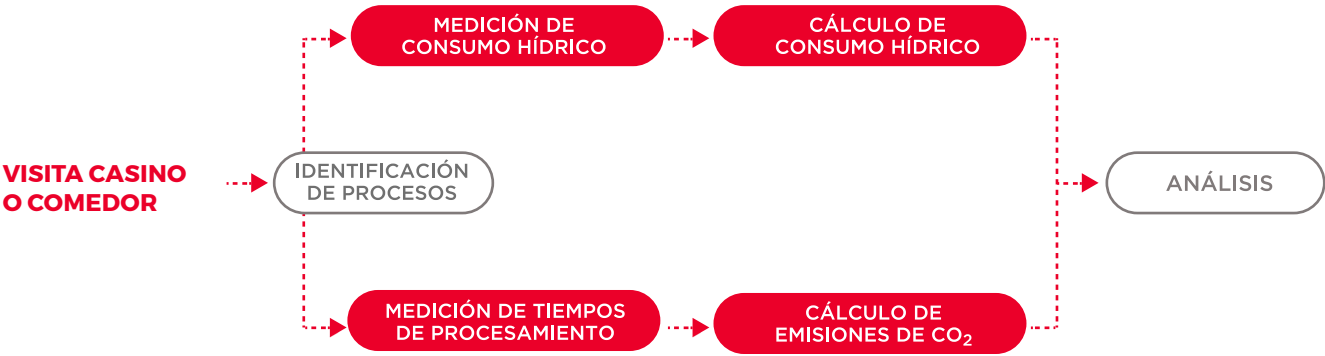 MEDICIÓN DE
CONSUMO HÍDRICO
CÁLCULO DE
CONSUMO HÍDRICO
VISITA CASINO
O COMEDOR
IDENTIFICACIÓN
DE PROCESOS
ANÁLISIS
MEDICIÓN DE TIEMPOS
DE PROCESAMIENTO
CÁLCULO DE
EMISIONES DE CO₂